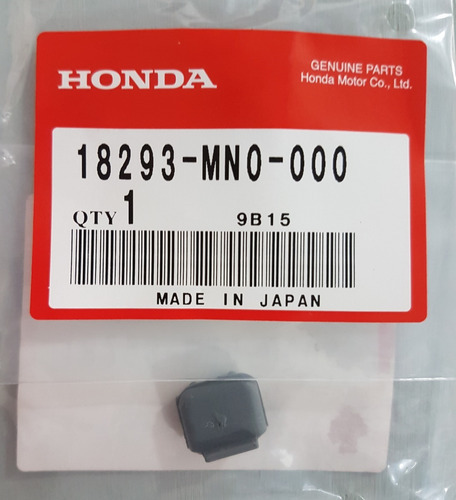 HONDA
GENUINE PARTS
Honda Motor Co., Ltd.
18293-MN0-000
QTY 1
9B15
MADE IN JAPAN